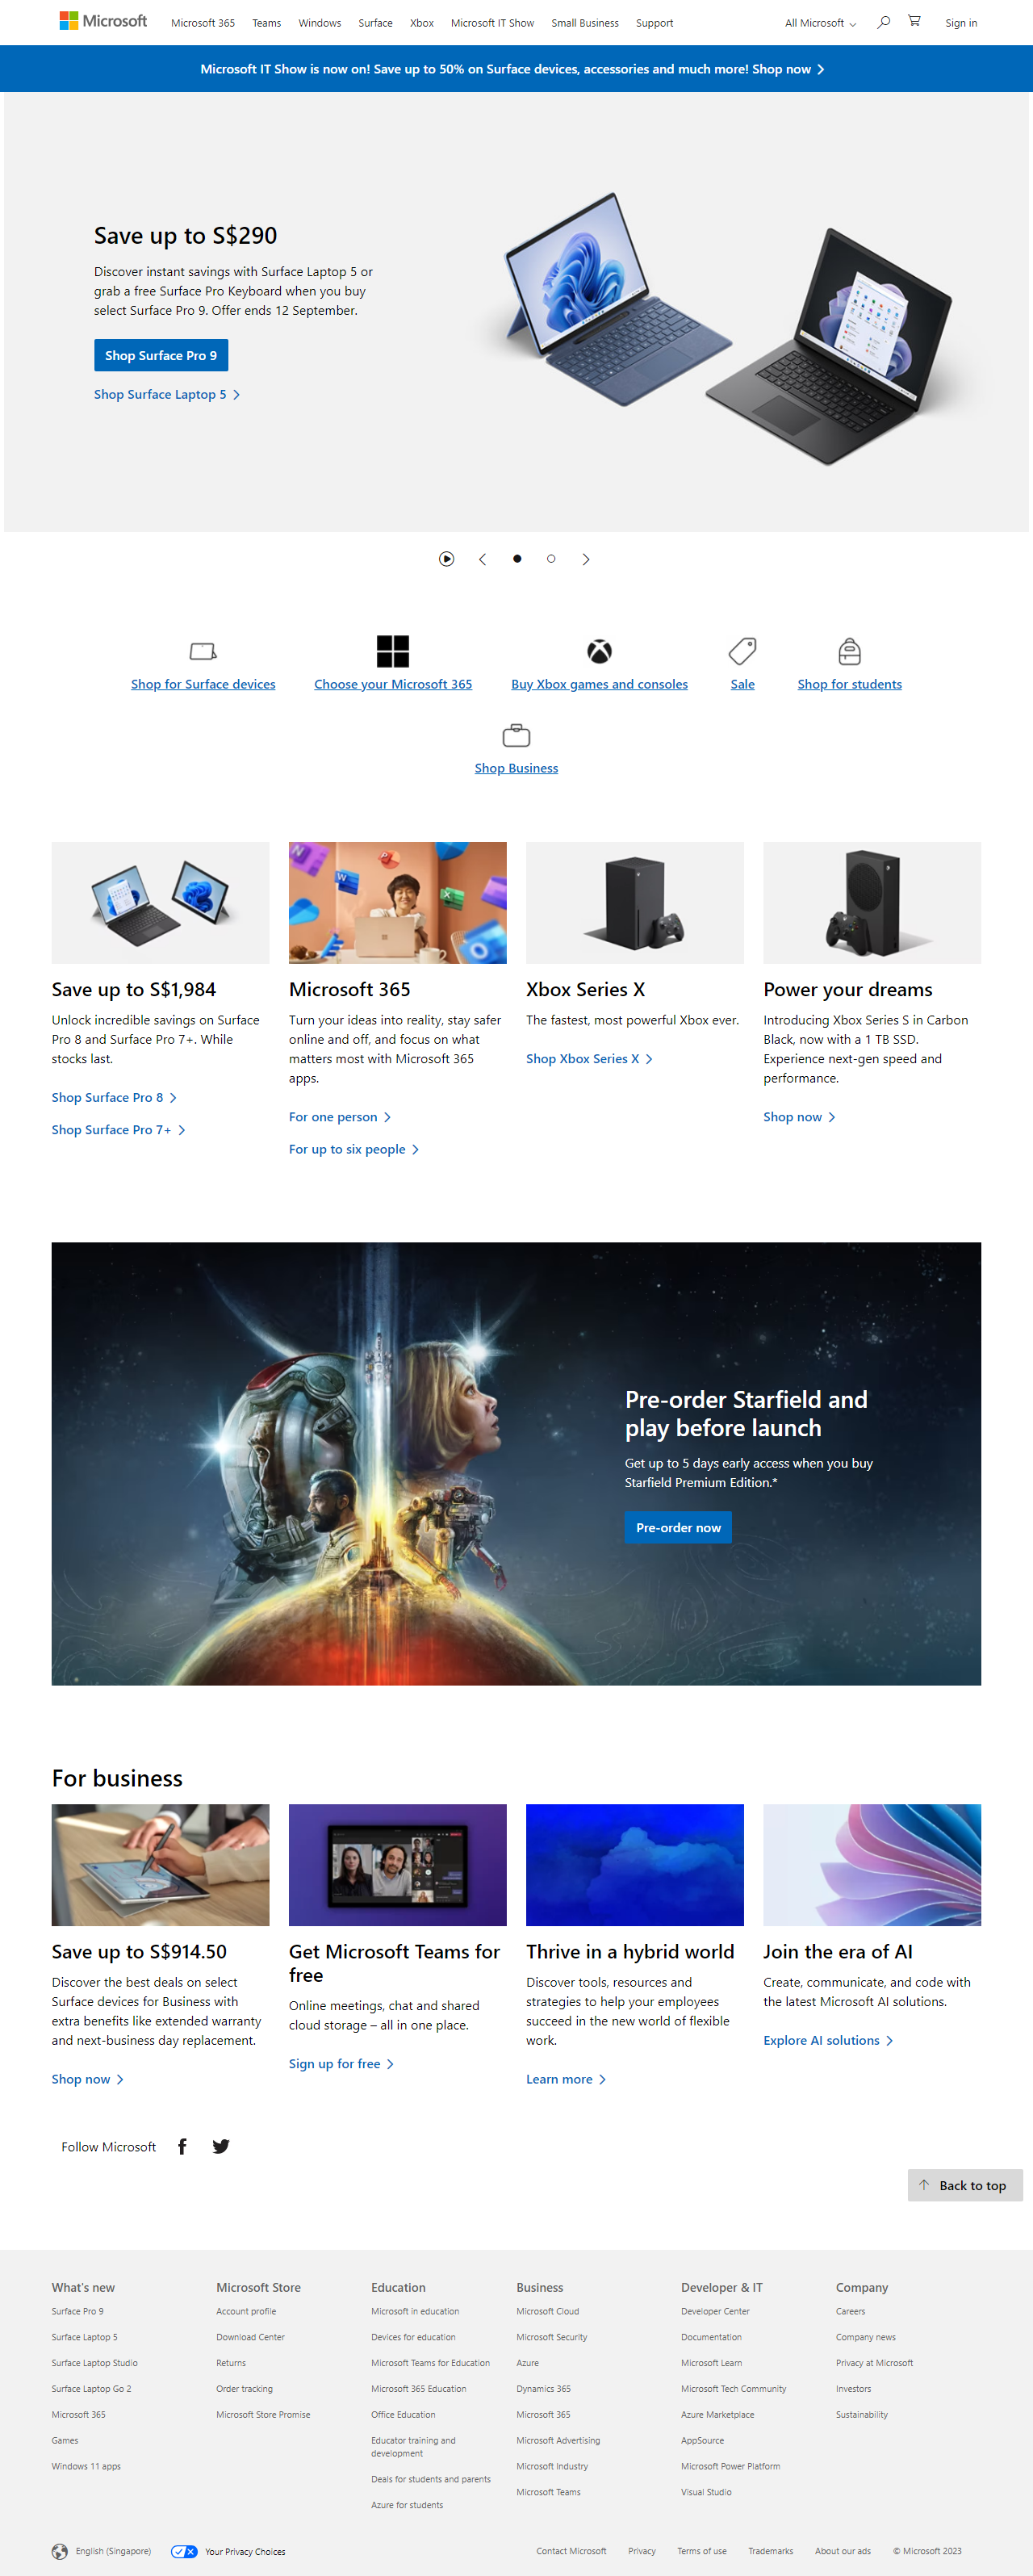 Microsoft
Microsoft 365
Teams
Windows
Surface
Xbox
Microsoft IT Show
Small Business
Support
All Microsoft
Sign in
Microsoft IT Show is now on! Save up to 50% on Surface devices, accessories and much more! Shop now
Save up to S$290
Discover instant savings with Surface Laptop 5 or
grab a free Surface Pro Keyboard when you buy
select Surface Pro 9. Offer ends 12 September.
Shop Surface Pro 9
Shop Surface Laptop 5
Shop for Surface devices
Choose your Microsoft 365
Buy Xbox games and consoles
Sale
Shop for students
Shop Business
Save up to S$1,984
Unlock incredible savings on Surface
Pro 8 and Surface Pro 7+. While
stocks last.
Shop Surface Pro 8
Shop Surface Pro 7+
Microsoft 365
Turn your ideas into reality, stay safer
online and off, and focus on what
matters most with Microsoft 365
apps.
For one person
For up to six people
Xbox Series X
The fastest, most powerful Xbox ever.
Shop Xbox Series X
Power your dreams
Introducing Xbox Series S in Carbon
Black, now with a 1 TB SSD.
Experience next-gen speed and
performance.
Shop now
Pre-order Starfield and
play before launch
Get up to 5 days early access when you buy
Starfield Premium Edition.*
Pre-order now
For business
Save up to S$914.50
Discover the best deals on select
Surface devices for Business with
extra benefits like extended warranty
and next-business day replacement.
Shop now
Get Microsoft Teams for
free
Online meetings, chat and shared
cloud storage – all in one place.
Sign up for free
Thrive in a hybrid world
Discover tools, resources and
strategies to help your employees
succeed in the new world of flexible
work.
Learn more
Join the era of AI
Create, communicate, and code with
the latest Microsoft AI solutions.
Explore AI solutions
Follow Microsoft
Back to top
What's new
Surface Pro 9
Surface Laptop 5
Surface Laptop Studio
Surface Laptop Go 2
Microsoft 365
Games
Windows 11 apps
Microsoft Store
Account profile
Download Center
Returns
Order tracking
Microsoft Store Promise
Education
Microsoft in education
Devices for education
Microsoft Teams for Education
Microsoft 365 Education
Office Education
Educator training and
development
Deals for students and parents
Azure for students
Business
Microsoft Cloud
Microsoft Security
Azure
Dynamics 365
Microsoft 365
Microsoft Advertising
Microsoft Industry
Microsoft Teams
Developer & IT
Developer Center
Documentation
Microsoft Learn
Microsoft Tech Community
Azure Marketplace
AppSource
Microsoft Power Platform
Visual Studio
Company
Careers
Company news
Privacy at Microsoft
Investors
Sustainability
English (Singapore)
Your Privacy Choices
Contact Microsoft
Privacy
Terms of use
Trademarks
About our ads
© Microsoft 2023